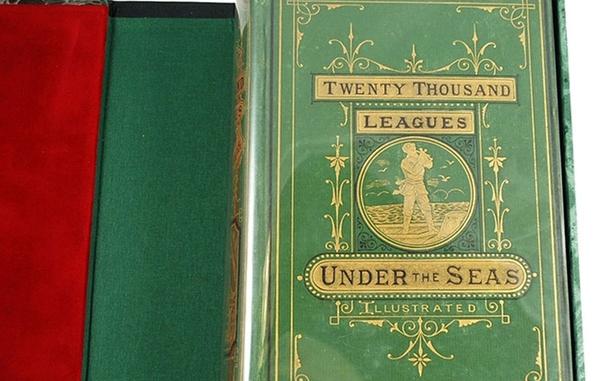 TWENTY THOUSAND
LEAGUES
UNDER THE SEAS
ILLUSTRATED